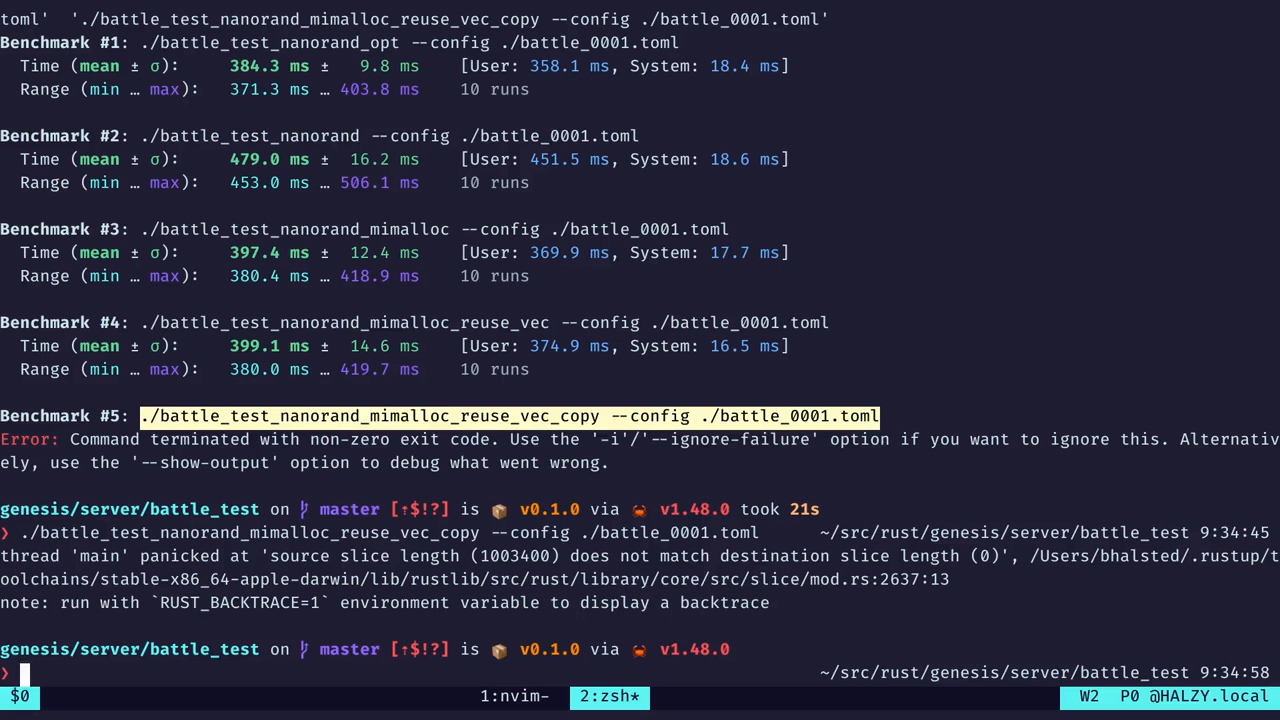 toml'  './battle_test_nanorand_mimalloc_reuse_vec_copy --config ./battle_0001.toml'
Benchmark #1: ./battle_test_nanorand_opt --config ./battle_0001.toml
  Time (mean ± σ):     384.3 ms ±   9.8 ms    [User: 358.1 ms, System: 18.4 ms]
  Range (min … max):   371.3 ms … 403.8 ms    10 runs

Benchmark #2: ./battle_test_nanorand --config ./battle_0001.toml
  Time (mean ± σ):     479.0 ms ±  16.2 ms    [User: 451.5 ms, System: 18.6 ms]
  Range (min … max):   453.0 ms … 506.1 ms    10 runs

Benchmark #3: ./battle_test_nanorand_mimalloc --config ./battle_0001.toml
  Time (mean ± σ):     397.4 ms ±  12.4 ms    [User: 369.9 ms, System: 17.7 ms]
  Range (min … max):   380.4 ms … 418.9 ms    10 runs

Benchmark #4: ./battle_test_nanorand_mimalloc_reuse_vec --config ./battle_0001.toml
  Time (mean ± σ):     399.1 ms ±  14.6 ms    [User: 374.9 ms, System: 16.5 ms]
  Range (min … max):   380.0 ms … 419.7 ms    10 runs

Benchmark #5: ./battle_test_nanorand_mimalloc_reuse_vec_copy --config ./battle_0001.toml
Error: Command terminated with non-zero exit code. Use the '-i'/'--ignore-failure' option if you want to ignore this. Alternativ
ely, use the '--show-output' option to debug what went wrong.

genesis/server/battle_test on master [↑$!?] is 📦 v0.1.0 via 🦀 v1.48.0 took 21s
❯ ./battle_test_nanorand_mimalloc_reuse_vec_copy --config ./battle_0001.toml      ~/src/rust/genesis/server/battle_test 9:34:45
thread 'main' panicked at 'source slice length (1003400) does not match destination slice length (0)', /Users/bhalsted/.rustup/t
oolchains/stable-x86_64-apple-darwin/lib/rustlib/src/rust/library/core/src/slice/mod.rs:2637:13
note: run with `RUST_BACKTRACE=1` environment variable to display a backtrace

genesis/server/battle_test on master [↑$!?] is 📦 v0.1.0 via 🦀 v1.48.0
❯ ~/src/rust/genesis/server/battle_test 9:34:58
$0 1:nvim- 2:zsh* W2 P0 @HALZY.local